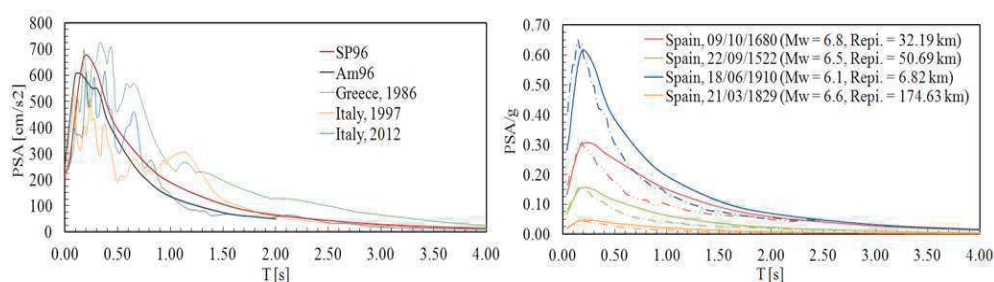 PSA [cm/s2]
800
700
600
500
400
300
200
100
0
0.00 0.50 1.00 1.50 2.00 2.50 3.00 3.50 4.00
T [s]
SP96
Am96
Greece, 1986
Italy, 1997
Italy, 2012
PSA/g
0.70
0.60
0.50
0.40
0.30
0.20
0.10
0.00
0.00 0.50 1.00 1.50 2.00 2.50 3.00 3.50 4.00
T [s]
Spain, 09/10/1680 (Mw = 6.8, Repi. = 32.19 km)
Spain, 22/09/1522 (Mw = 6.5, Repi. = 50.69 km)
Spain, 18/06/1910 (Mw = 6.1, Repi. = 6.82 km)
Spain, 21/03/1829 (Mw = 6.6, Repi. = 174.63 km)